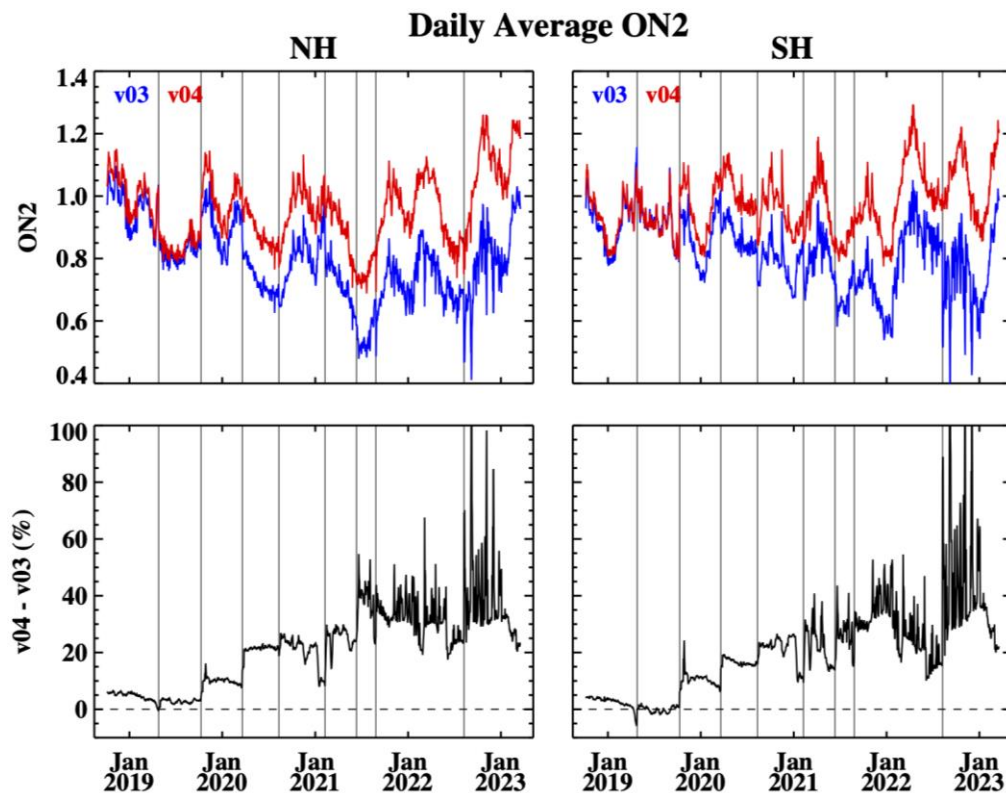 Daily Average ON2
NH SH
1.4
1.2
1.0
0.8
0.6
0.4
ON2
v03 v04
v03 v04
100
80
60
40
20
0
v04 - v03 (%)
Jan Jan Jan Jan Jan Jan Jan Jan Jan Jan
2019 2020 2021 2022 2023 2019 2020 2021 2022 2023